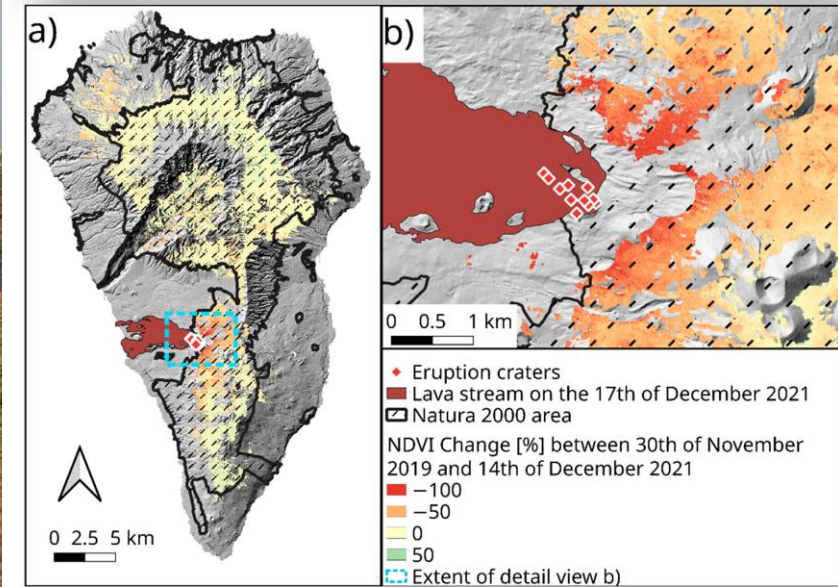 a)
0 2.5 5 km
b)
0 0.5 1 km
Eruption craters
Lava stream on the 17th of December 2021
Natura 2000 area
NDVI Change [%] between 30th of November
2019 and 14th of December 2021
−100
−50
0
50
Extent of detail view b)